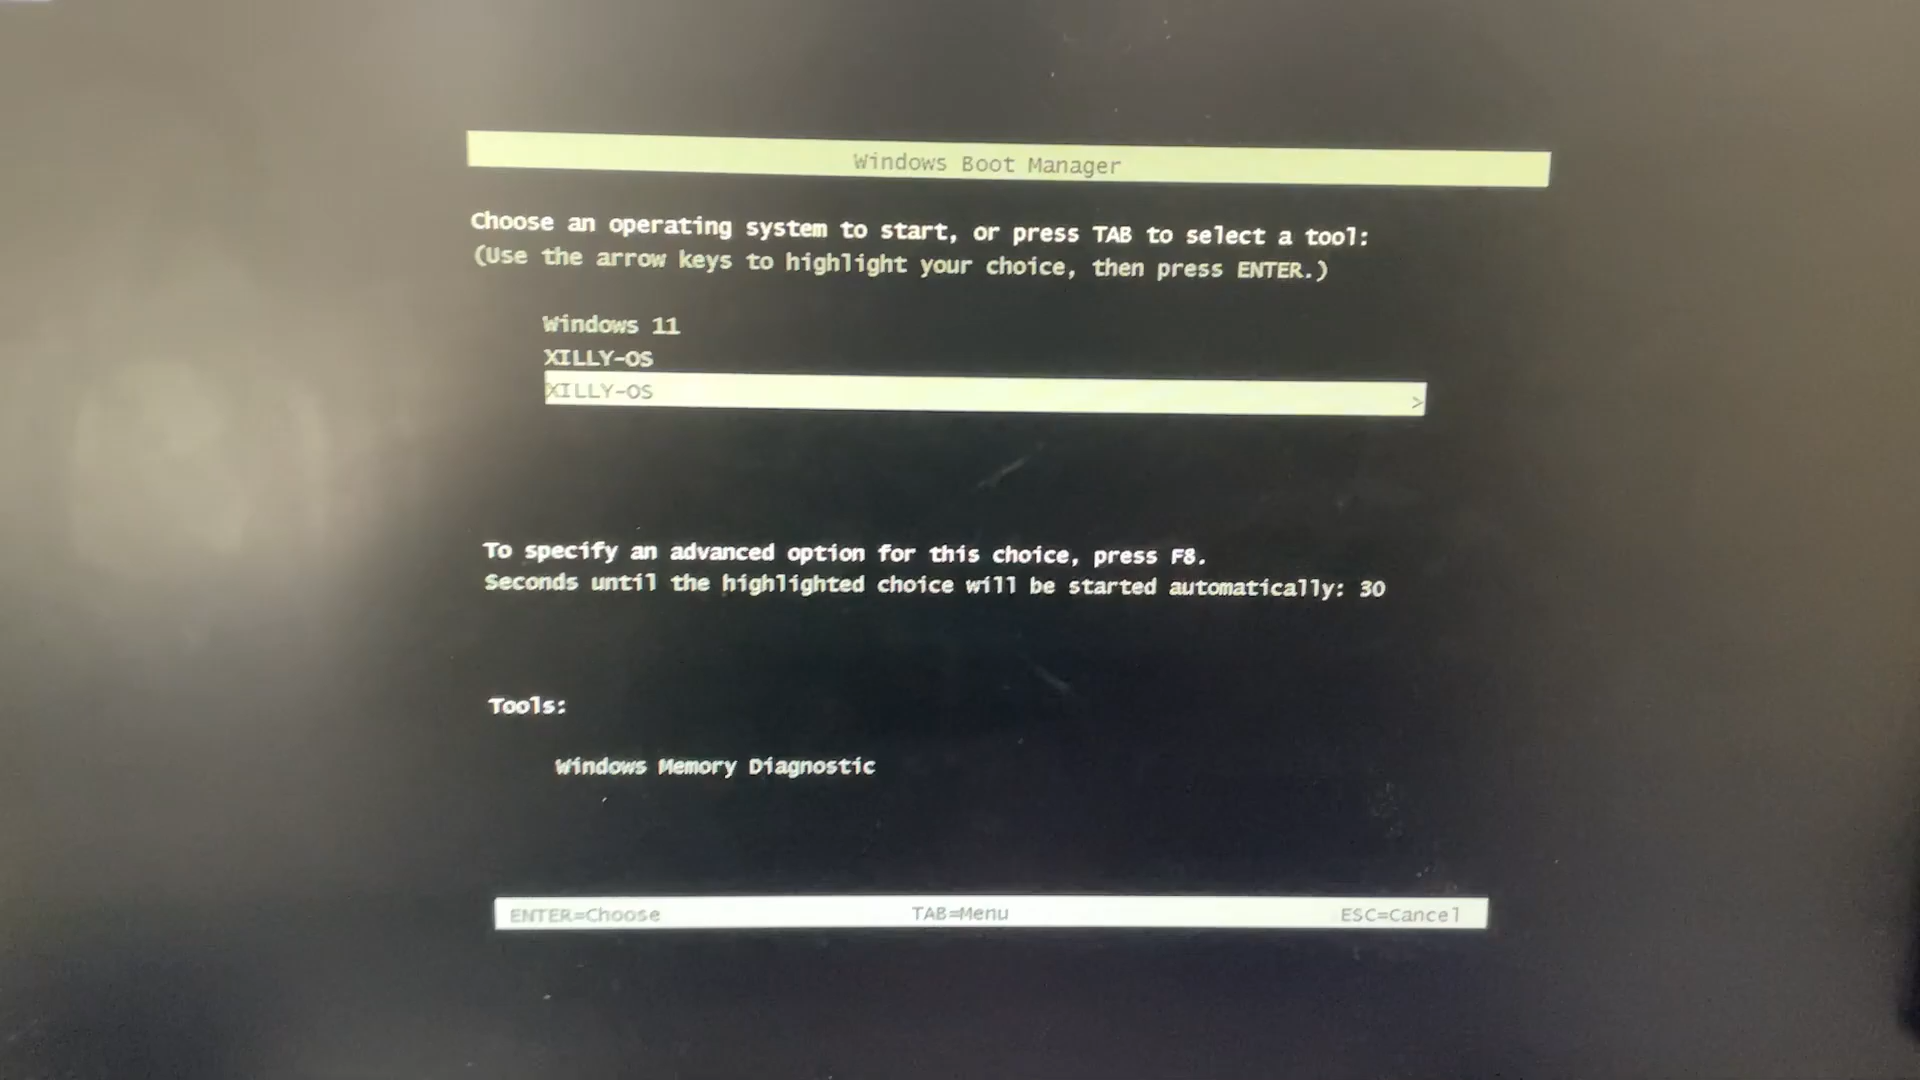 Windows Boot Manager
Choose an operating system to start, or press TAB to select a tool:
(Use the arrow keys to highlight your choice, then press ENTER.)
Windows 11
XILLY-OS
XILLY-OS >
To specify an advanced option for this choice, press F8.
Seconds until the highlighted choice will be started automatically: 30
Tools:
Windows Memory Diagnostic
ENTER=Choose TAB=Menu ESC=Cancel